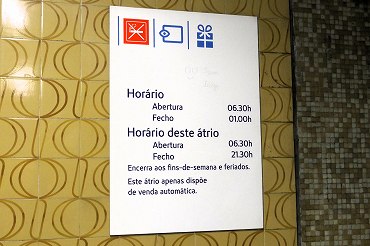 Horário
Abertura 06.30h
Fecho 01.00h
Horário deste átrio
Abertura 06.30h
Fecho 21.30h
Encerra aos fins-de-semana e feriados.
Este átrio apenas dispõe
de venda automática.